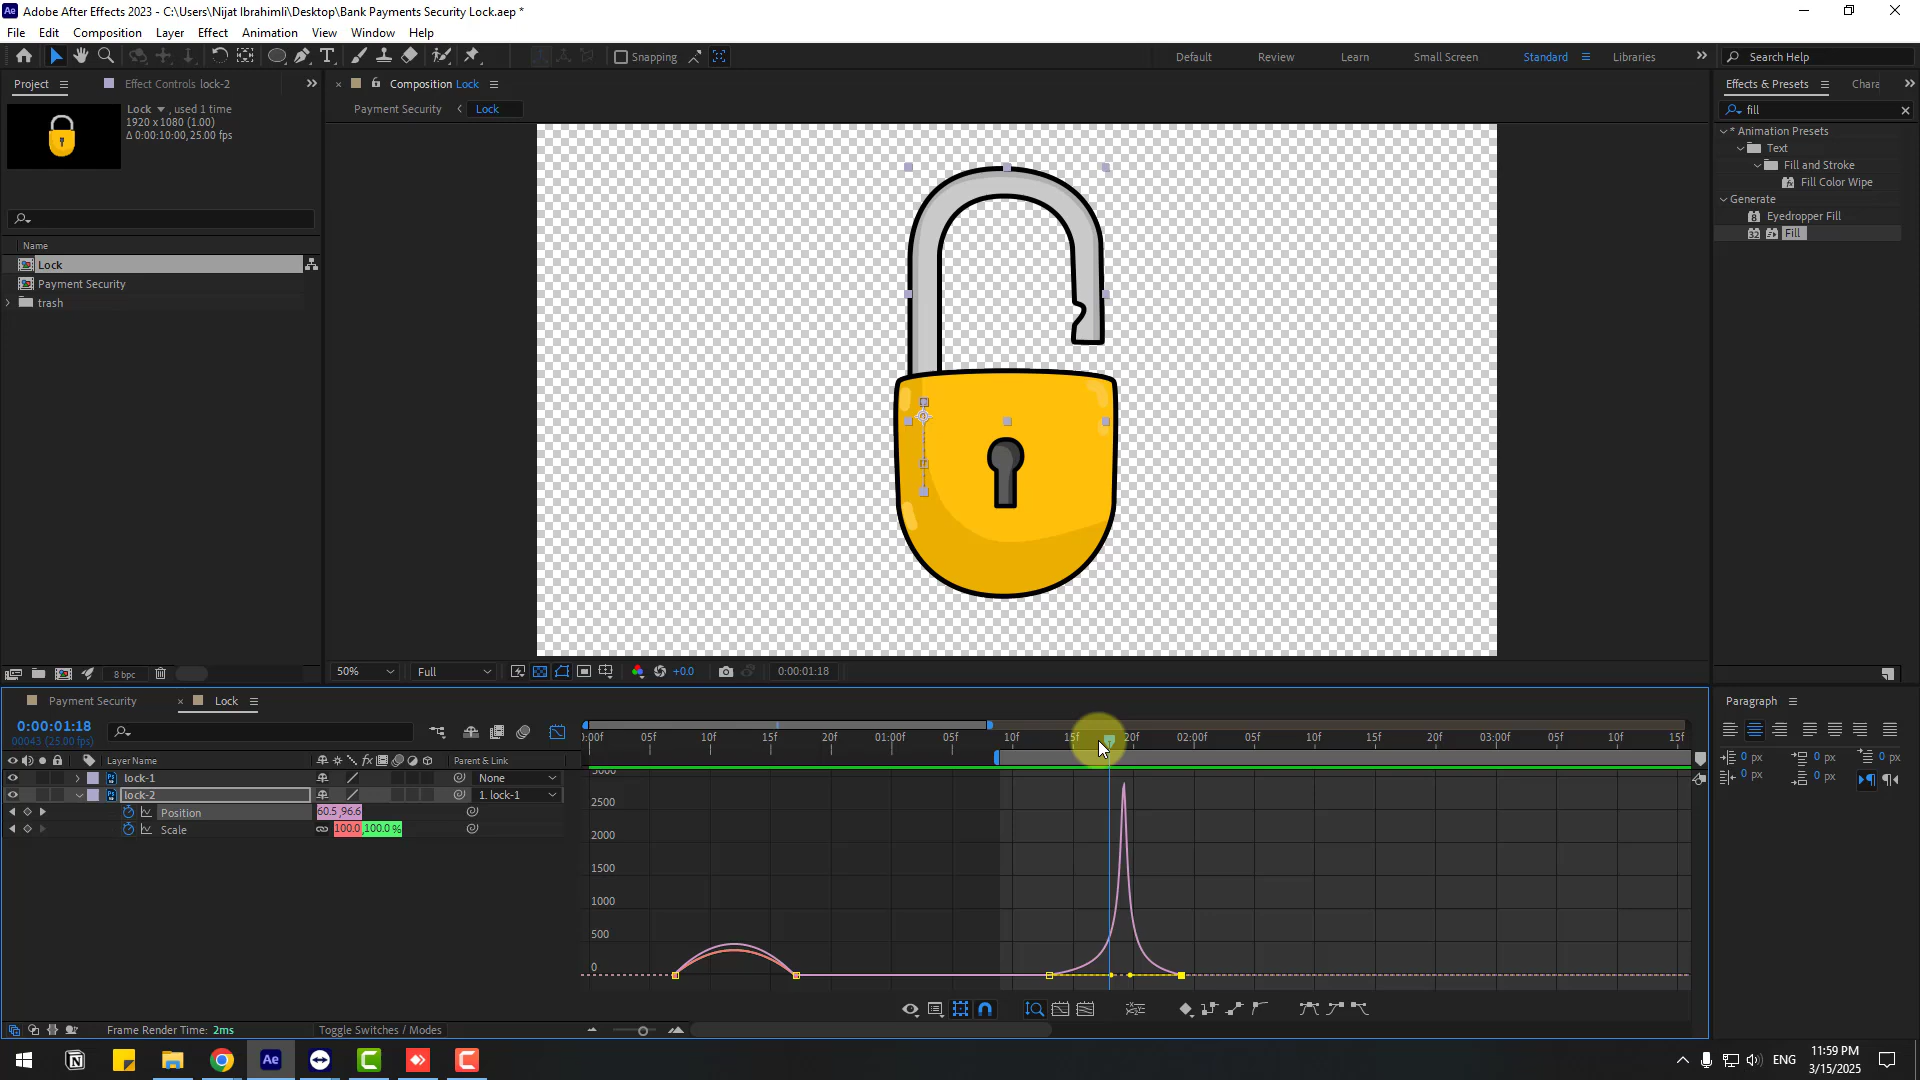 Adobe After Effects 2023 - C:\Users\Nijat Ibrahimli\Desktop\Bank Payments Security Lock.aep *
File Edit Composition Layer Effect Animation View Window Help
Snapping Default Review Learn Small Screen Standard Libraries Search Help
Project Effect Controls lock-2 Composition Lock Effects & Presets Chara
Lock , used 1 time
1920 x 1080 (1.00)
Δ 0:00:10:00, 25.00 fps
Payment Security Lock
fill
* Animation Presets
Text
Fill and Stroke
Fill Color Wipe
Generate
Eyedropper Fill
Fill
Name
Lock
Payment Security
trash
8 bpc
50% Full +0.0 0:00:01:18
Payment Security Lock
Paragraph
0:00:01:18
00043 (25.00 fps)
:00f 05f 10f 15f 20f 01:00f 05f 10f 15f 20f 02:00f 05f 10f 15f 20f 03:00f 05f 10f 15f
Layer Name Parent & Link
lock-1 None
lock-2 1. lock-1
Position 60.5,96.6
Scale 100.0,100.0 %
3000
2500
2000
1500
1000
500
0
0 px 0 px 0 px
0 px 0 px
Frame Render Time: 2ms Toggle Switches / Modes
ENG
11:59 PM
3/15/2025